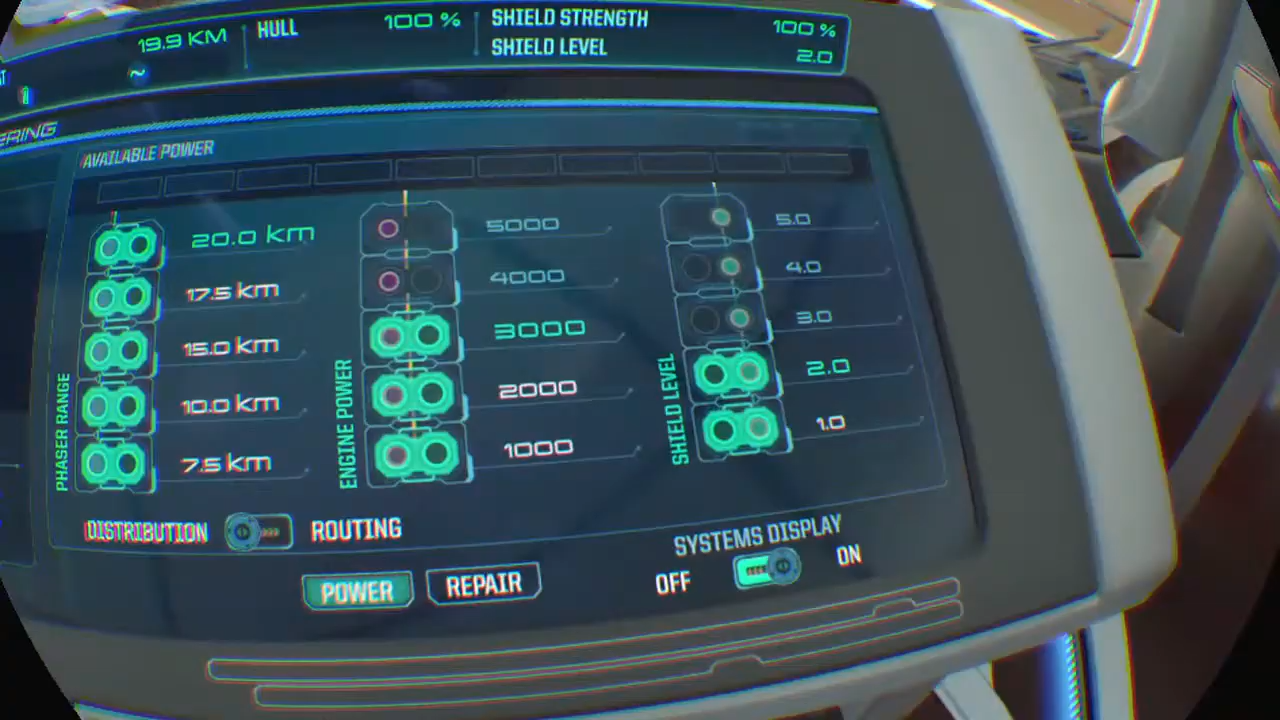 19.9 KM
HULL 100 %
SHIELD STRENGTH 100 %
SHIELD LEVEL 2.0
AVAILABLE POWER
PHASER RANGE
20.0 km
17.5 km
15.0 km
10.0 km
7.5 km
ENGINE POWER
5000
4000
3000
2000
1000
SHIELD LEVEL
5.0
4.0
3.0
2.0
1.0
DISTRIBUTION ROUTING
POWER REPAIR
SYSTEMS DISPLAY
OFF ON